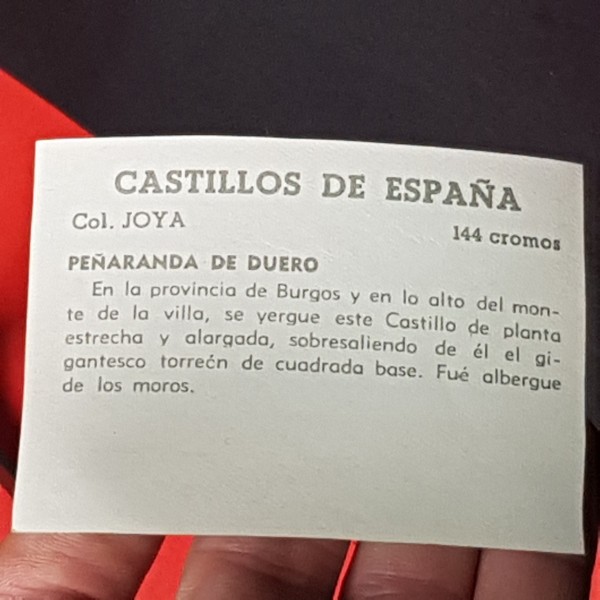 CASTILLOS DE ESPAÑA
Col. JOYA
144 cromos
PEÑARANDA DE DUERO
En la provincia de Burgos y en lo alto del mon-
te de la villa, se yergue este Castillo de planta
estrecha y alargada, sobresaliendo de él el gi-
gantesco torreón de cuadrada base. Fué albergue
de los moros.